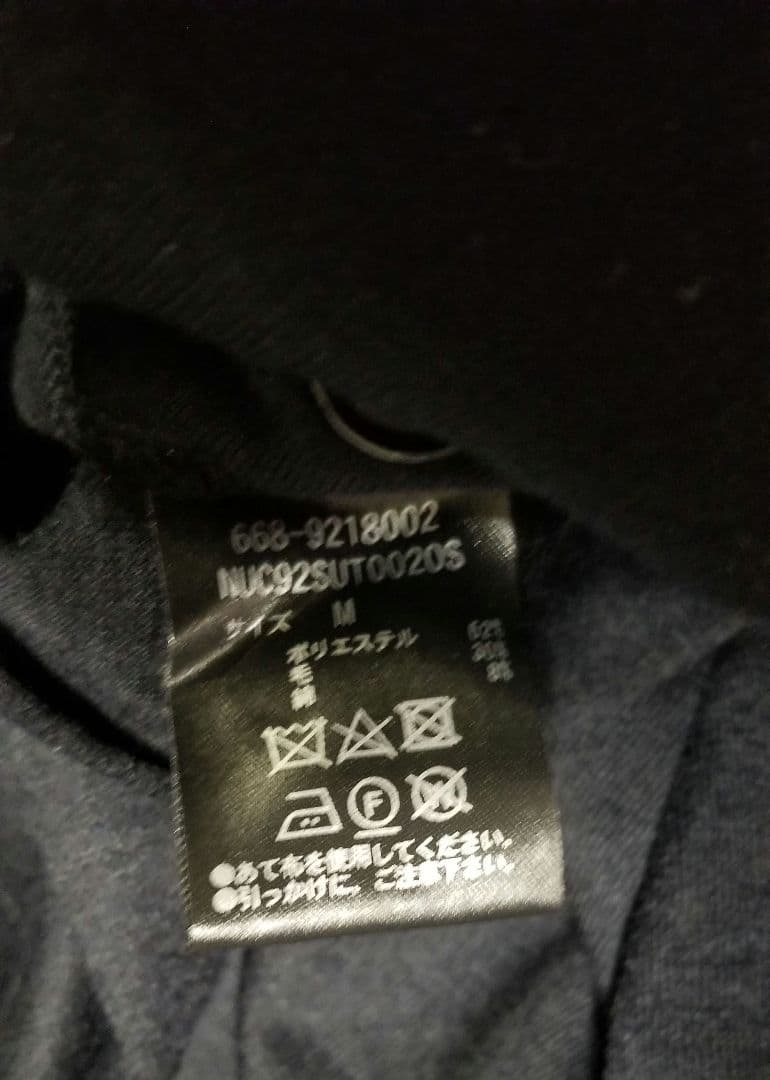 668-9218002
NUC92SUT0020S
サイズ M
ポリエステル 62%
毛
綿
F
●あて布を使用してください。
●引っかけに、ご注意下さい。